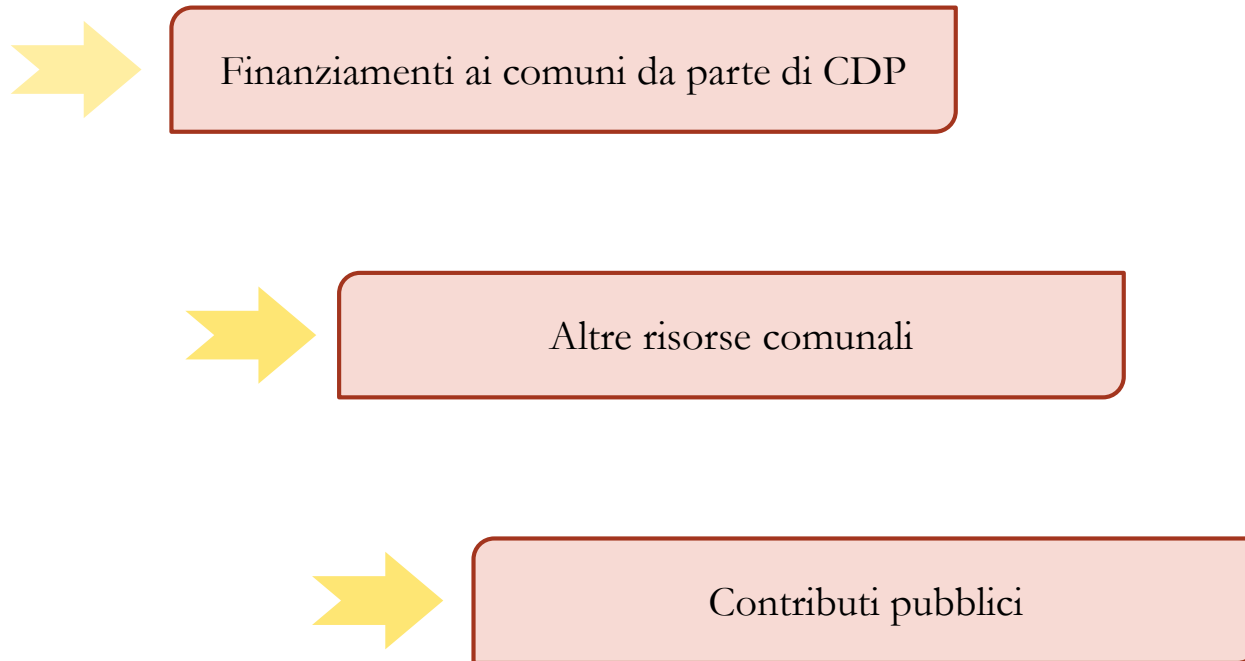 Finanziamenti ai comuni da parte di CDP
Altre risorse comunali
Contributi pubblici